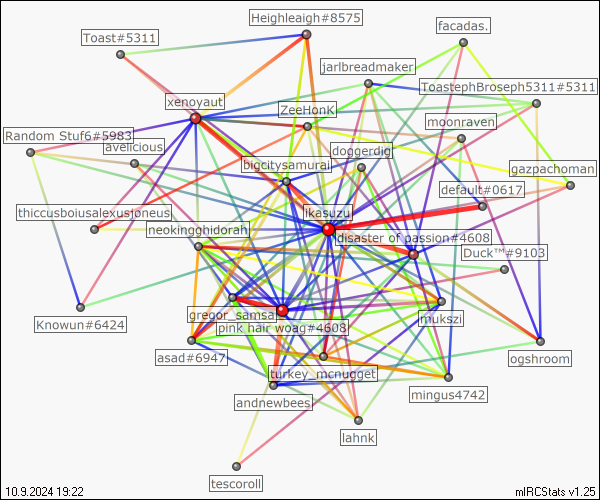 Heighleaigh#8575
facadas.
Toast#5311
jarlbreadmaker
ToastephBroseph5311#5311
xenoyaut
ZeeHonK
moonraven
Random Stuf6#5983
avelicious
doggerdig
bigcitysamurai
gazpachoman
default#0617
thiccusboiusalexusjoneus
ikasuzu
neokingghidorah
disaster of passion#4608
Duck™#9103
gregor_samsaj
mukszi
Knowun#6424
pink hair woag#4608
asad#6947
ogshroom
turkey_mcnugget
andnewbees
mingus4742
lahnk
tescoroll
10.9.2024 19:22
mIRCStats v1.25